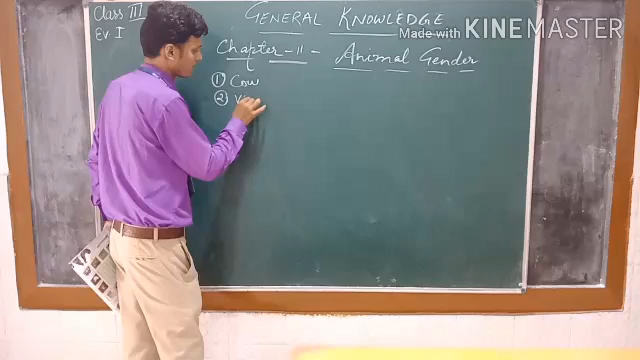 Class III
Ev I
GENERAL KNOWLEDGE
Made with KINEMASTER
Chapter - 11 - Animal Gender
① Cow
②